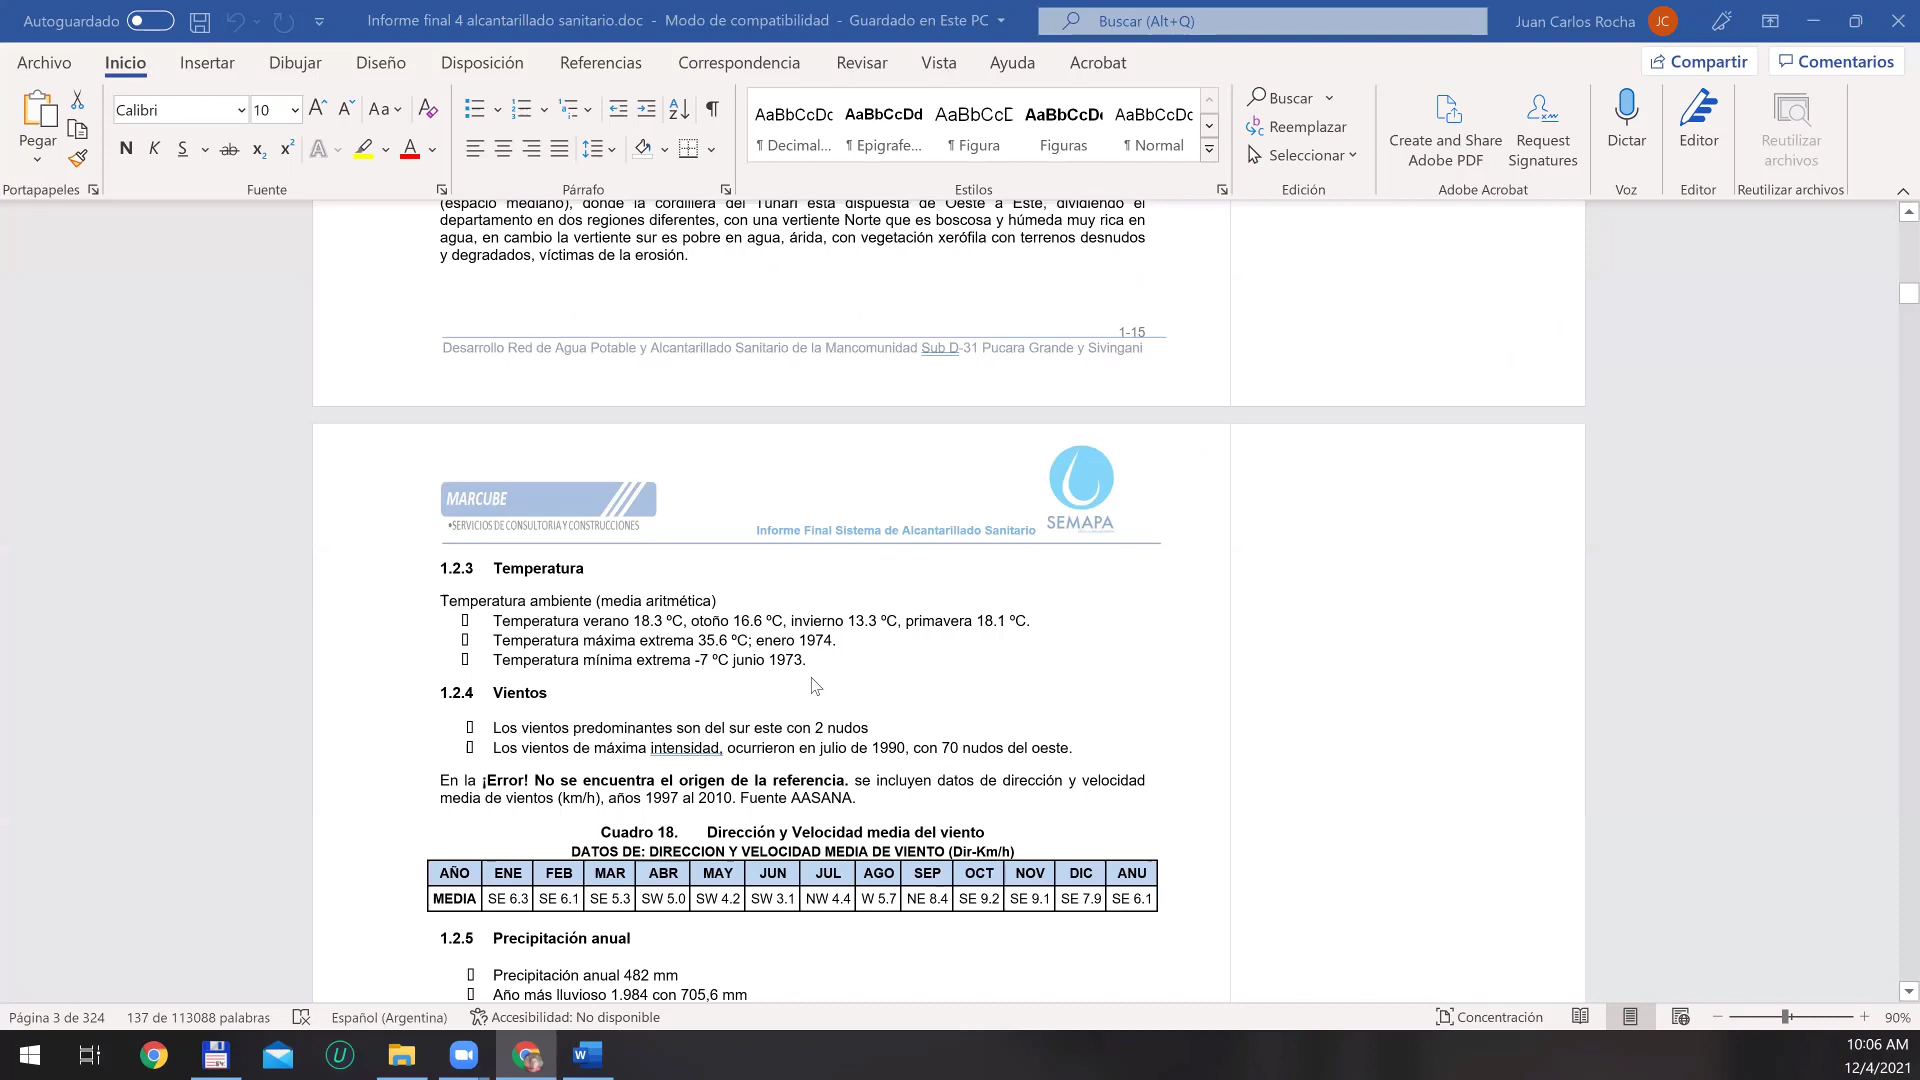 Autoguardado
Informe final 4 alcantarillado sanitario.doc - Modo de compatibilidad - Guardado en Este PC
Buscar (Alt+Q)
Juan Carlos Rocha
JC
Archivo Inicio Insertar Dibujar Diseño Disposición Referencias Correspondencia Revisar Vista Ayuda Acrobat
Compartir
Comentarios
Pegar
Portapapeles
Calibri 10
Aa
N K S ab x₂ x² A A
Fuente
Párrafo
AaBbCcDc AaBbCcDd AaBbCcD AaBbCcDc AaBbCcDc
¶ Decimal... ¶ Epigrafe... ¶ Figura Figuras ¶ Normal
Estilos
Buscar
Reemplazar
Seleccionar
Edición
Create and Share
Adobe PDF
Request
Signatures
Adobe Acrobat
Dictar
Voz
Editor
Editor
Reutilizar
archivos
Reutilizar archivos
(espacio mediano), donde la cordillera del Tunari está dispuesta de Oeste a Este, dividiendo el
departamento en dos regiones diferentes, con una vertiente Norte que es boscosa y húmeda muy rica en
agua, en cambio la vertiente sur es pobre en agua, árida, con vegetación xerófila con terrenos desnudos
y degradados, víctimas de la erosión.
1-15
Desarrollo Red de Agua Potable y Alcantarillado Sanitario de la Mancomunidad Sub D-31 Pucara Grande y Sivingani
MARCUBE
•SERVICIOS DE CONSULTORIA Y CONSTRUCCIONES
Informe Final Sistema de Alcantarillado Sanitario
SEMAPA
1.2.3 Temperatura
Temperatura ambiente (media aritmética)
Temperatura verano 18.3 ºC, otoño 16.6 ºC, invierno 13.3 ºC, primavera 18.1 ºC.
Temperatura máxima extrema 35.6 ºC; enero 1974.
Temperatura mínima extrema -7 ºC junio 1973.
1.2.4 Vientos
Los vientos predominantes son del sur este con 2 nudos
Los vientos de máxima intensidad, ocurrieron en julio de 1990, con 70 nudos del oeste.
En la ¡Error! No se encuentra el origen de la referencia. se incluyen datos de dirección y velocidad
media de vientos (km/h), años 1997 al 2010. Fuente AASANA.
Cuadro 18. Dirección y Velocidad media del viento
DATOS DE: DIRECCION Y VELOCIDAD MEDIA DE VIENTO (Dir-Km/h)
AÑO ENE FEB MAR ABR MAY JUN JUL AGO SEP OCT NOV DIC ANU
MEDIA SE 6.3 SE 6.1 SE 5.3 SW 5.0 SW 4.2 SW 3.1 NW 4.4 W 5.7 NE 8.4 SE 9.2 SE 9.1 SE 7.9 SE 6.1
1.2.5 Precipitación anual
Precipitación anual 482 mm
Año más lluvioso 1.984 con 705,6 mm
Página 3 de 324 137 de 113088 palabras Español (Argentina) Accesibilidad: No disponible
Concentración
90%
10:06 AM
12/4/2021